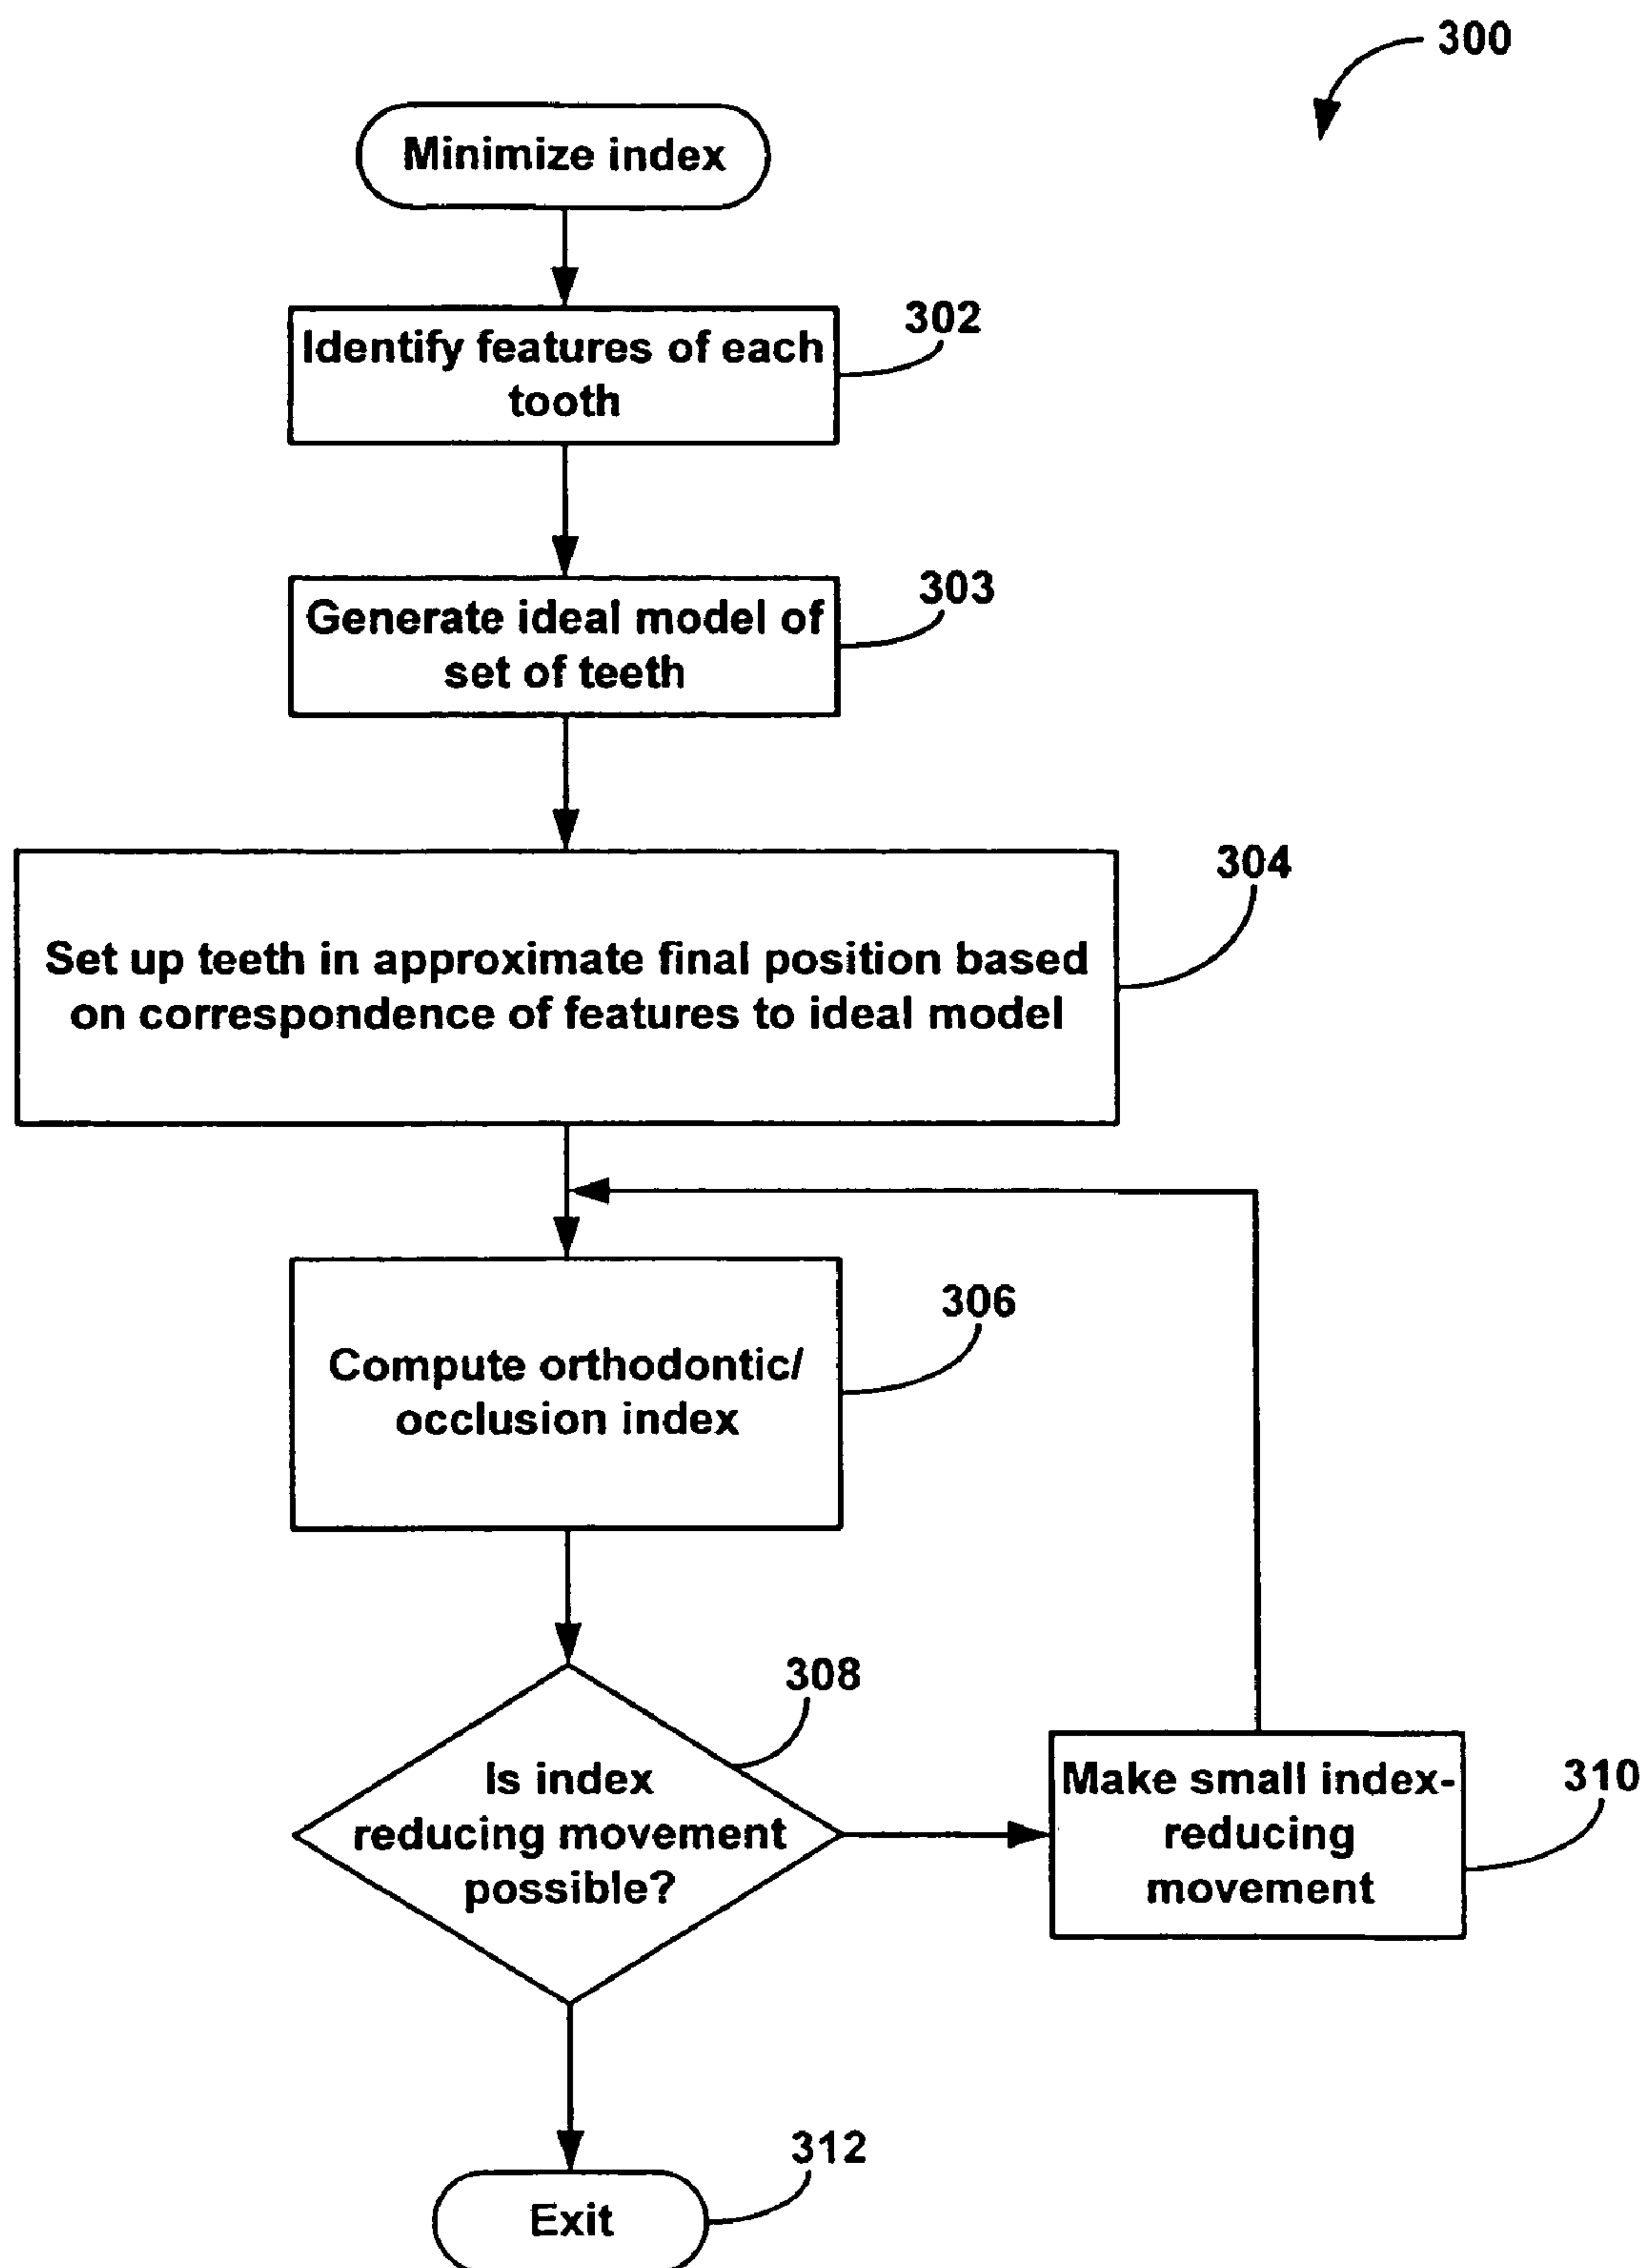 300
Minimize index
302
Identify features of each
tooth
303
Generate ideal model of
set of teeth
304
Set up teeth in approximate final position based
on correspondence of features to ideal model
306
Compute orthodontic/
occlusion index
308
Is index
reducing movement
possible?
Make small index-
reducing
movement
310
312
Exit